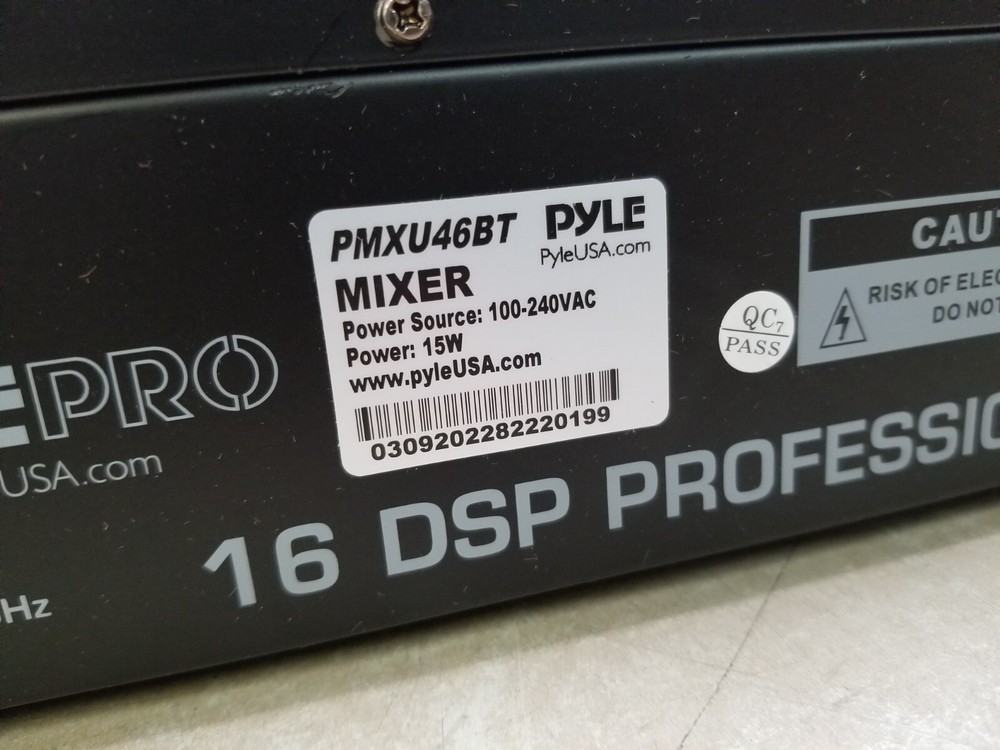 PMXU46BT
PYLE
PyleUSA.com
MIXER
Power Source: 100-240VAC
Power: 15W
www.pyleUSA.com
0309202282220199
QC7
PASS
CAU
RISK OF ELEC
DO NOT
EPRO
USA.com
16 DSP PROFESSIO
Hz